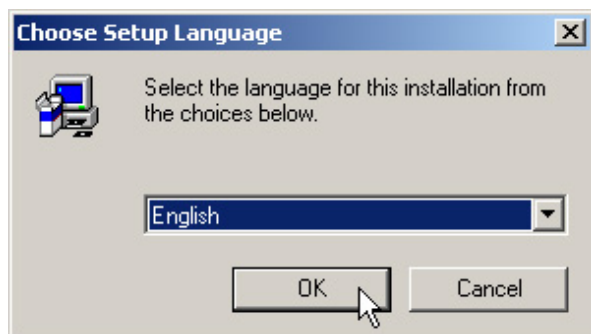 Choose Setup Language
Select the language for this installation from
the choices below.
English
OK
Cancel